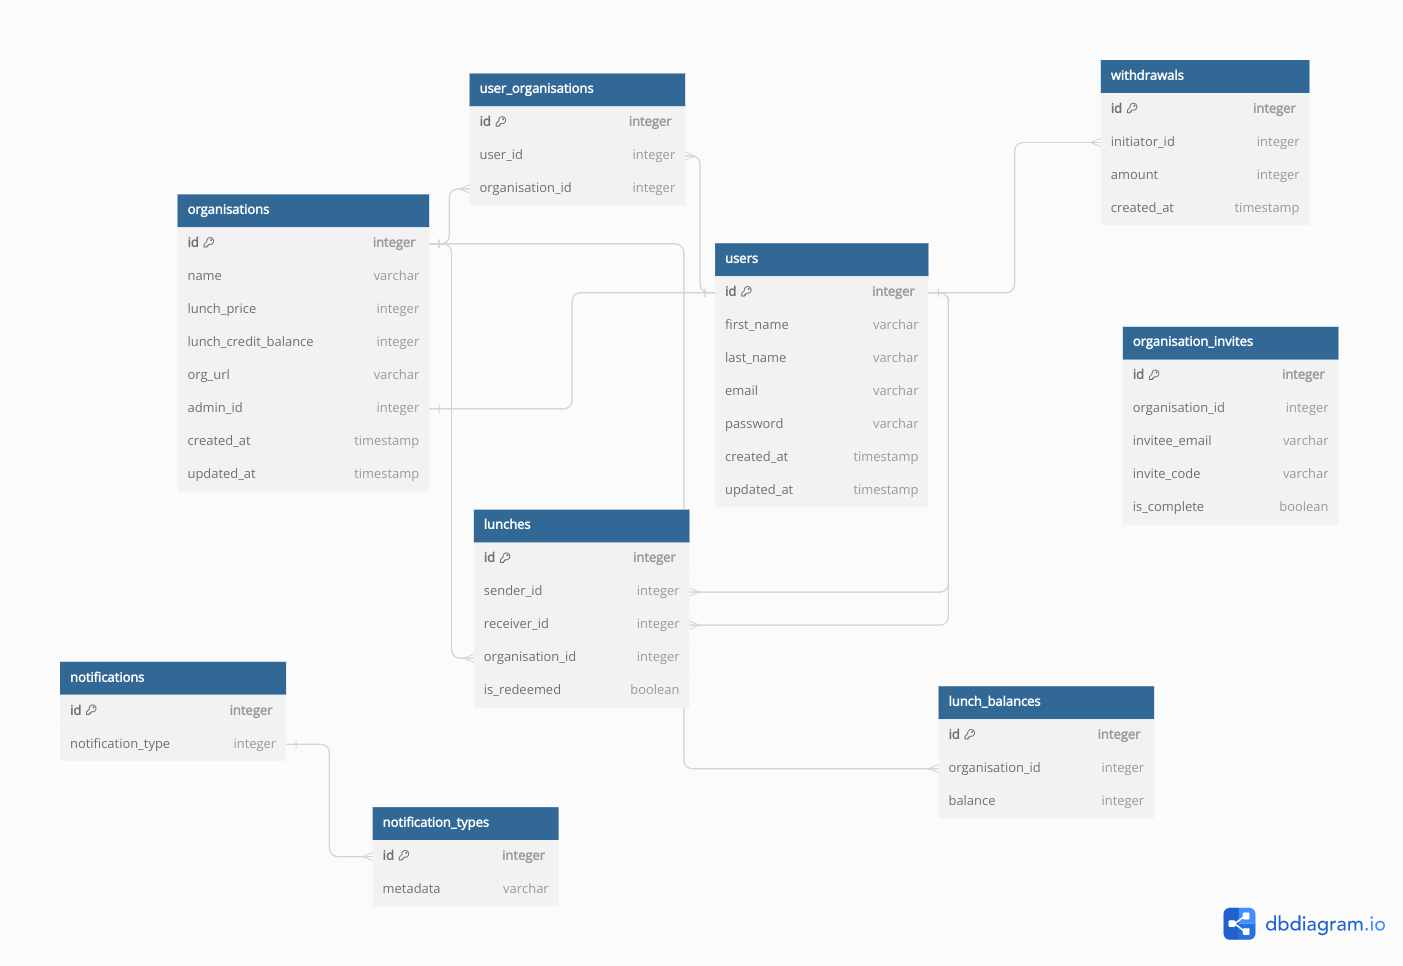 user_organisations
id integer
user_id integer
organisation_id integer
withdrawals
id integer
initiator_id integer
amount integer
created_at timestamp
organisations
id integer
name varchar
lunch_price integer
lunch_credit_balance integer
org_url varchar
admin_id integer
created_at timestamp
updated_at timestamp
users
id integer
first_name varchar
last_name varchar
email varchar
password varchar
created_at timestamp
updated_at timestamp
organisation_invites
id integer
organisation_id integer
invitee_email varchar
invite_code varchar
is_complete boolean
lunches
id integer
sender_id integer
receiver_id integer
organisation_id integer
is_redeemed boolean
notifications
id integer
notification_type integer
lunch_balances
id integer
organisation_id integer
balance integer
notification_types
id integer
metadata varchar
dbdiagram.io